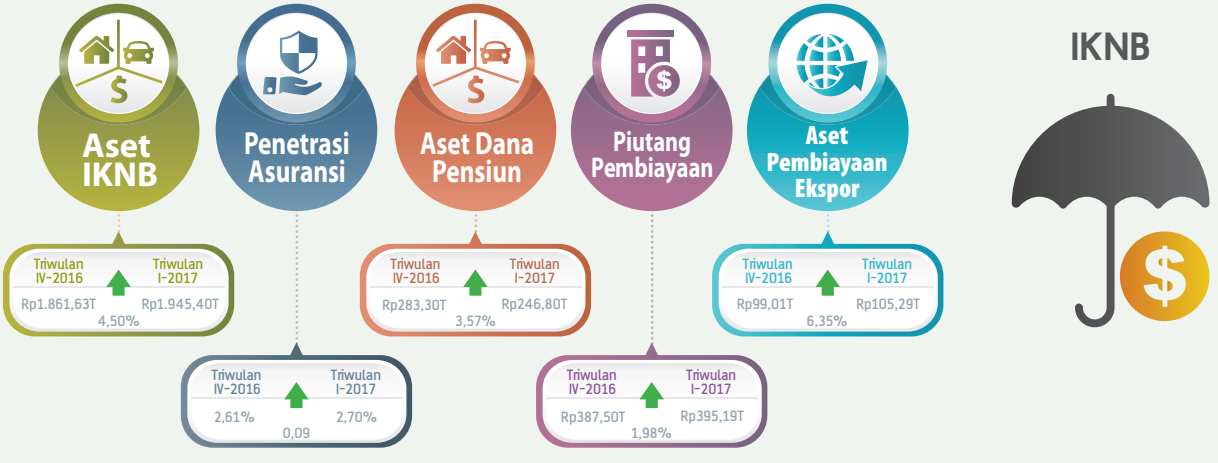 IKNB
Aset
IKNB
Penetrasi
Asuransi
Aset Dana
Pensiun
Piutang
Pembiayaan
Aset
Pembiayaan
Ekspor
Triwulan
IV-2016
Triwulan
I-2017
Rp1.861,63T
Rp1.945,40T
4,50%
Triwulan
IV-2016
Triwulan
I-2017
2,61%
2,70%
0,09
Triwulan
IV-2016
Triwulan
I-2017
Rp283,30T
Rp246,80T
3,57%
Triwulan
IV-2016
Triwulan
I-2017
Rp387,50T
Rp395,19T
1,98%
Triwulan
IV-2016
Triwulan
I-2017
Rp99,01T
Rp105,29T
6,35%